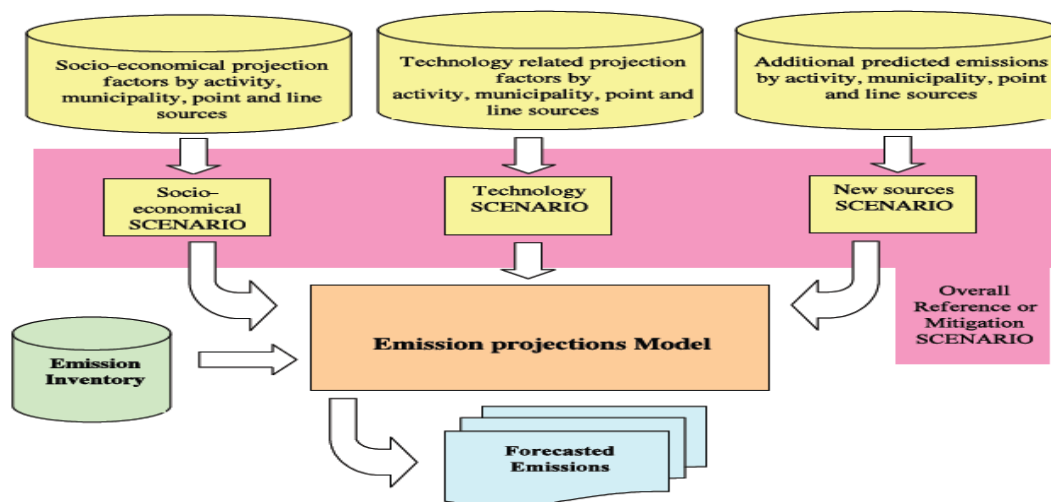 Socio-economical projection
factors by activity,
municipality, point and line
sources
Technology related projection
factors by
activity, municipality, point and
line sources
Additional predicted emissions
by activity, municipality, point
and line sources
Socio-
economical
SCENARIO
Technology
SCENARIO
New sources
SCENARIO
Overall
Reference or
Mitigation
SCENARIO
Emission projections Model
Emission
Inventory
Forecasted
Emissions